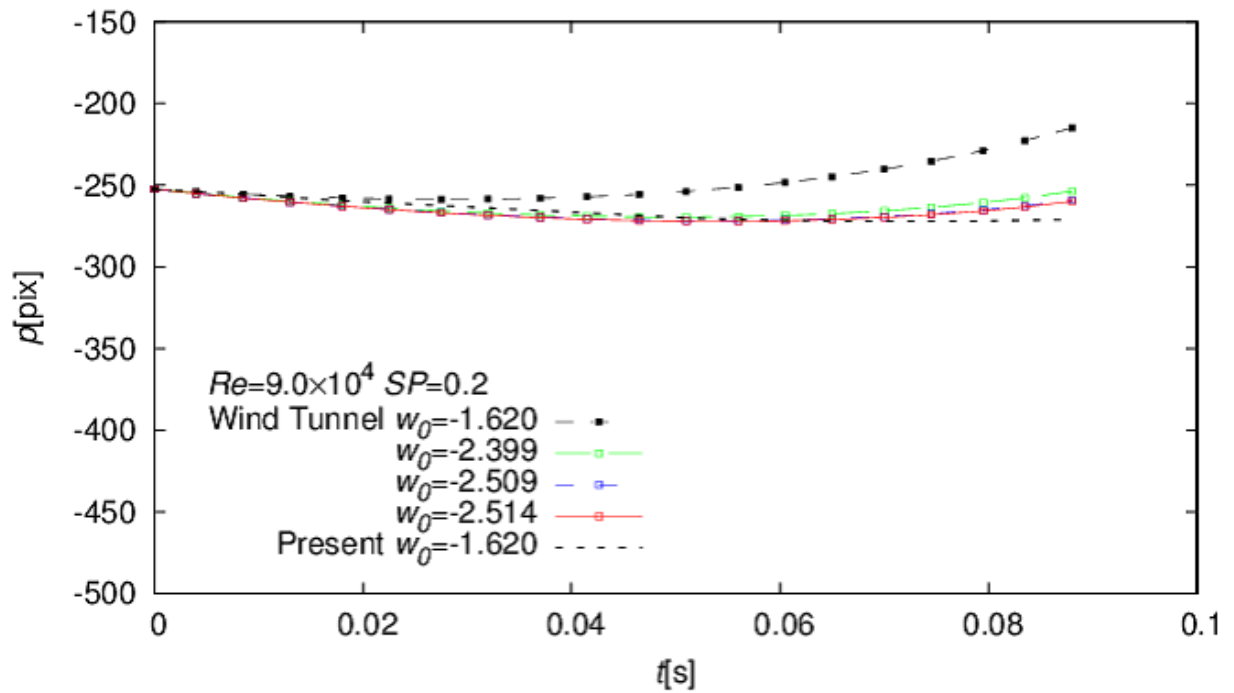 -150
-200
-250
-300
-350
-400
-450
-500
p[pix]
Re=9.0×10⁴ SP=0.2
Wind Tunnel w₀=-1.620
w₀=-2.399
w₀=-2.509
w₀=-2.514
Present w₀=-1.620
0 0.02 0.04 0.06 0.08 0.1
t[s]